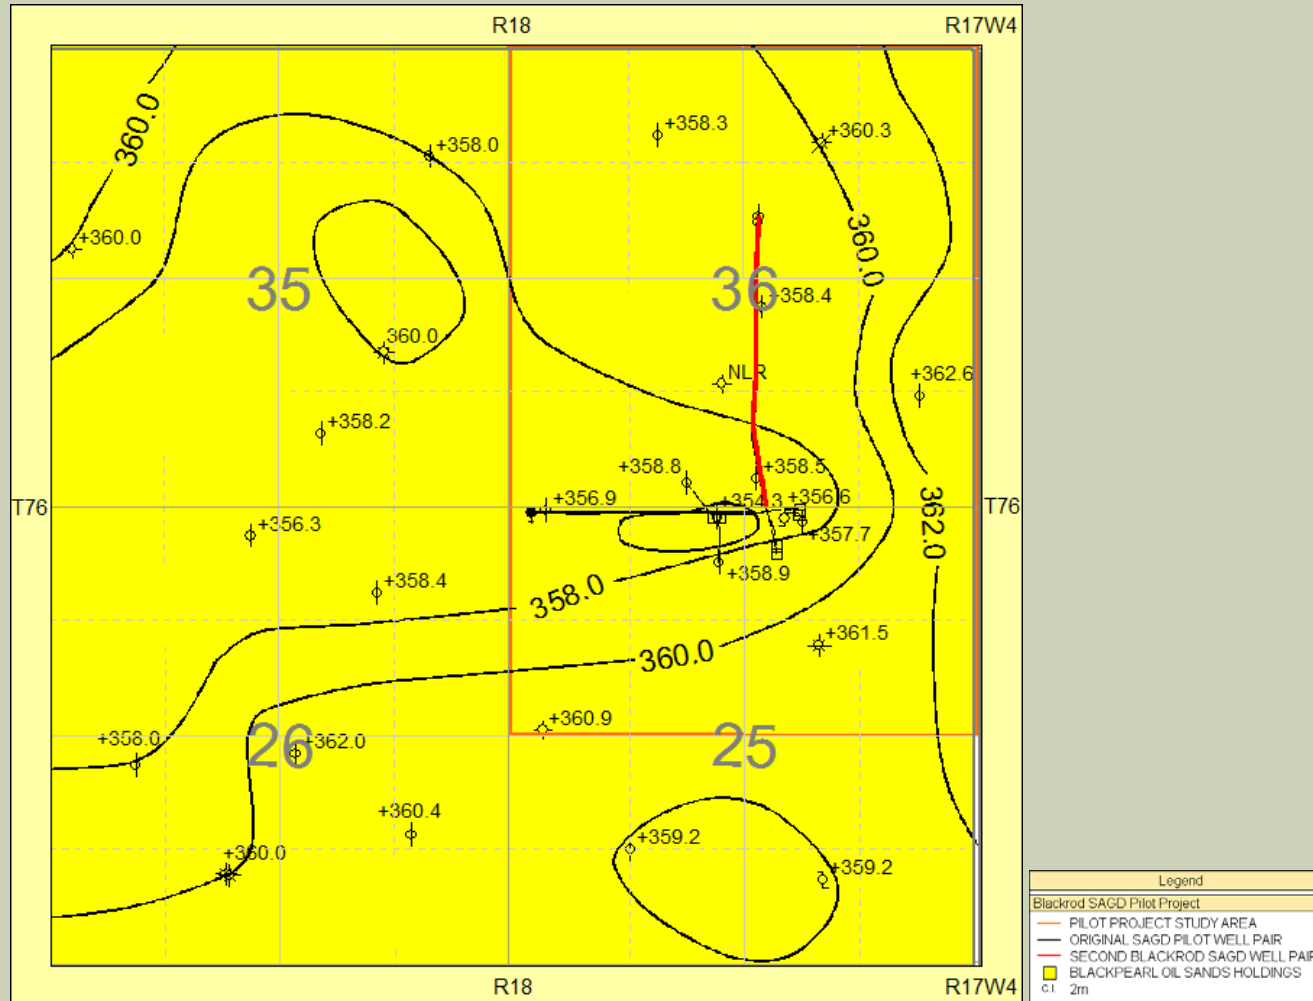 R18 R17W4
360.0
+358.3
+360.3
+358.0
+360.0
360.0
35
36
+358.4
360.0
NLR
+362.6
+358.2
+358.8
+358.5
T76
+356.9
+354.3
+356.6
T76
362.0
+356.3
+357.7
+358.9
+358.4
358.0
+361.5
360.0
+360.9
+358.0
26
+362.0
25
+360.4
+359.2
+360.0
+359.2
R18 R17W4
Legend
Blackrod SAGD Pilot Project
PILOT PROJECT STUDY AREA
ORIGINAL SAGD PILOT WELL PAIR
SECOND BLACKROD SAGD WELL PAIR
BLACKPEARL OIL SANDS HOLDINGS
C.I. 2m